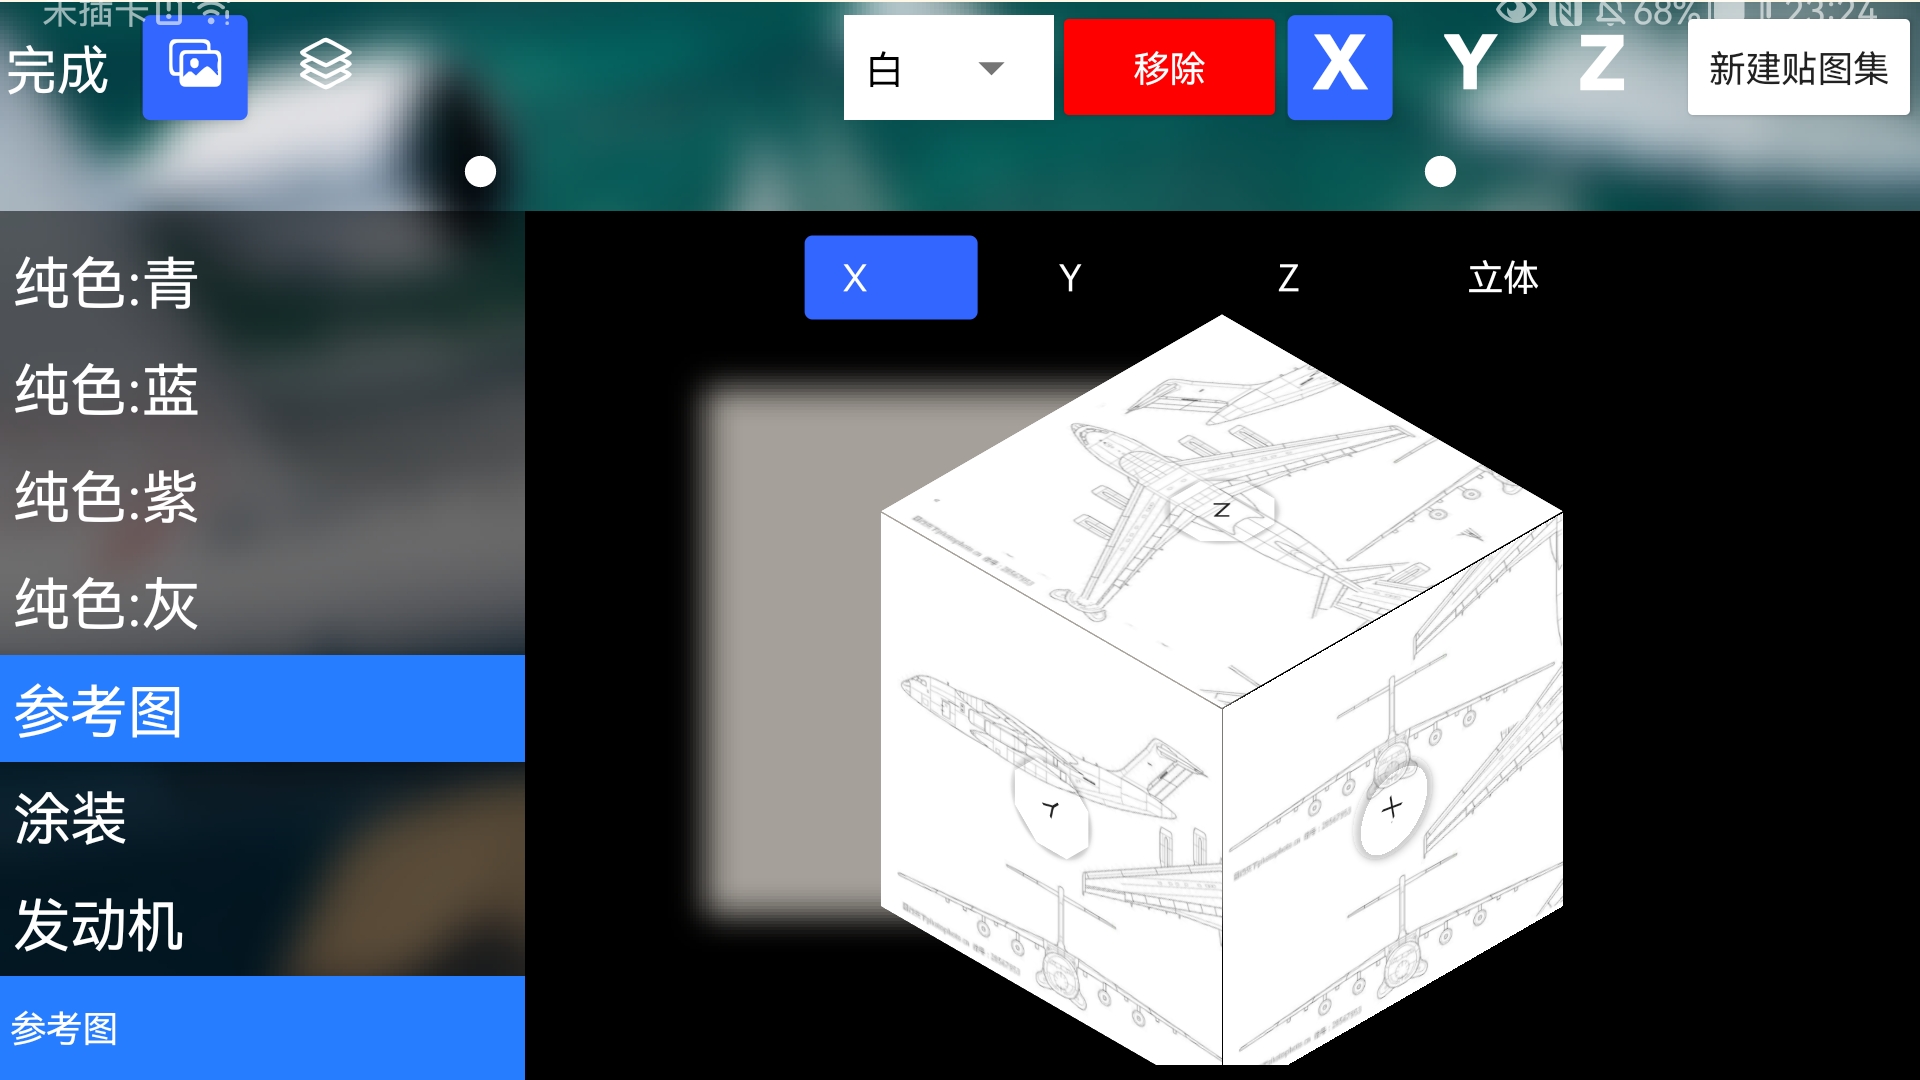 未插卡 68% 23:24
完成 白 移除 X Y Z 新建贴图集
X Y Z 立体
纯色:青
纯色:蓝
纯色:紫
纯色:灰
参考图
涂装
发动机
参考图
Z
Y
X